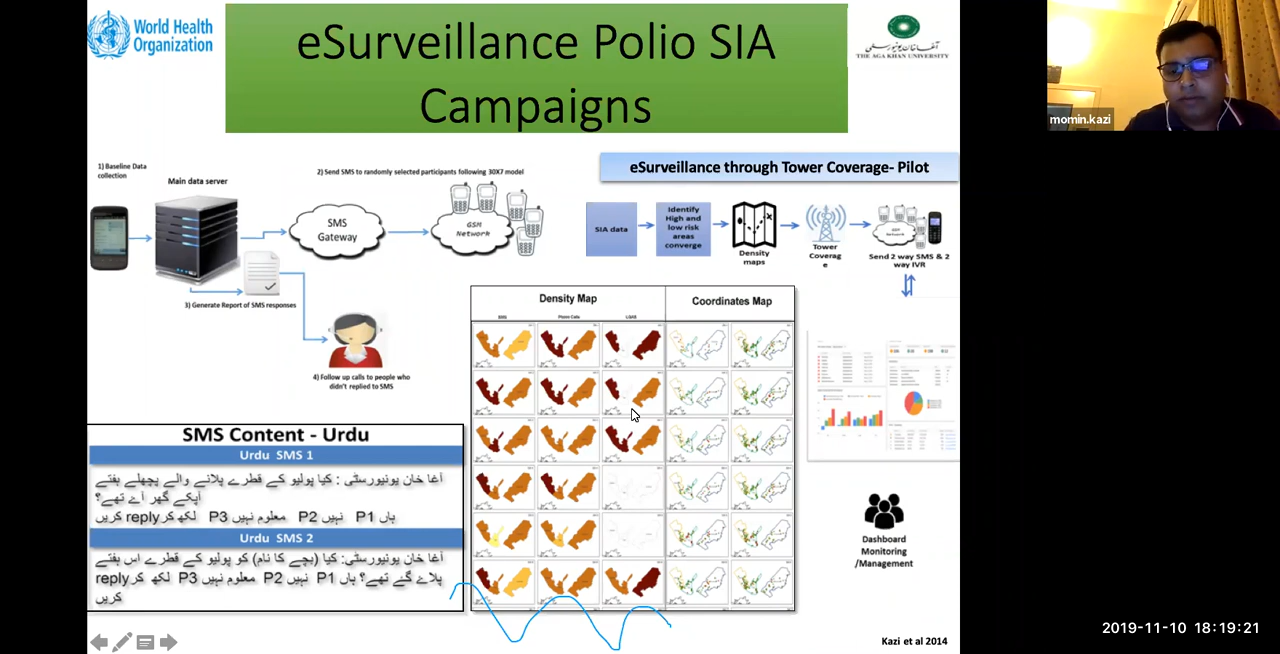 World Health
Organization
eSurveillance Polio SIA
Campaigns
THE AGA KHAN UNIVERSITY
momin.kazi
1) Baseline Data
collection
Main data server
2) Send SMS to randomly selected participants following 30X7 model
SMS
Gateway
GSM
Network
3) Generate Report of SMS responses
4) Follow up calls to people who
didn't replied to SMS
eSurveillance through Tower Coverage- Pilot
SIA data
Identify
High and
low risk
areas
converge
Density
maps
Tower
Coverag
e
Send 2 way SMS & 2
way IVR
Density Map
Coordinates Map
SMS
SMS Content - Urdu
Urdu SMS 1
آغا خان یونیورسٹی : کیا پولیو کے قطرے پلانے والے پچھلے ہفتے
آپکے گھر آے تھے؟
ہاں P1 نہیں P2 معلوم نہیں P3 لکھ کر reply کریں
Urdu SMS 2
آغا خان یونیورسٹی: کیا (بچے کا نام) کو پولیو کے قطرے اس ہفتے
پلاے گئے تھے؟ ہاں P1 نہیں P2 معلوم نہیں P3 لکھ کر reply
کریں
Dashboard
Monitoring
/Management
Kazi et al 2014
2019-11-10 18:19:21